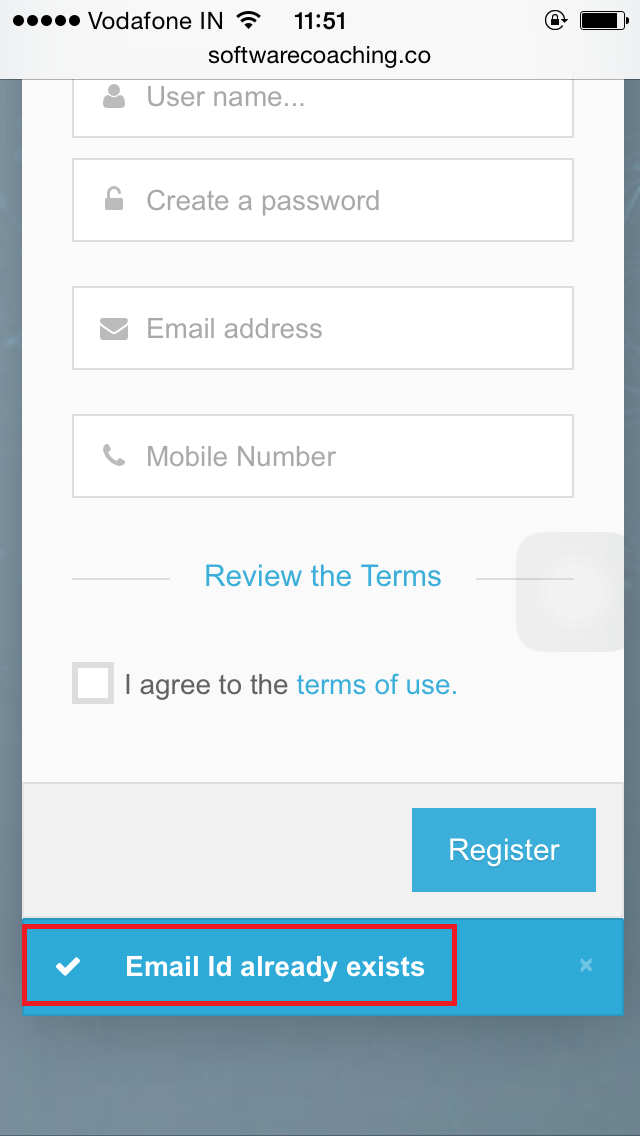 Vodafone IN 11:51
softwarecoaching.co
User name...
Create a password
Email address
Mobile Number
Review the Terms
I agree to the terms of use.
Register
Email Id already exists ×